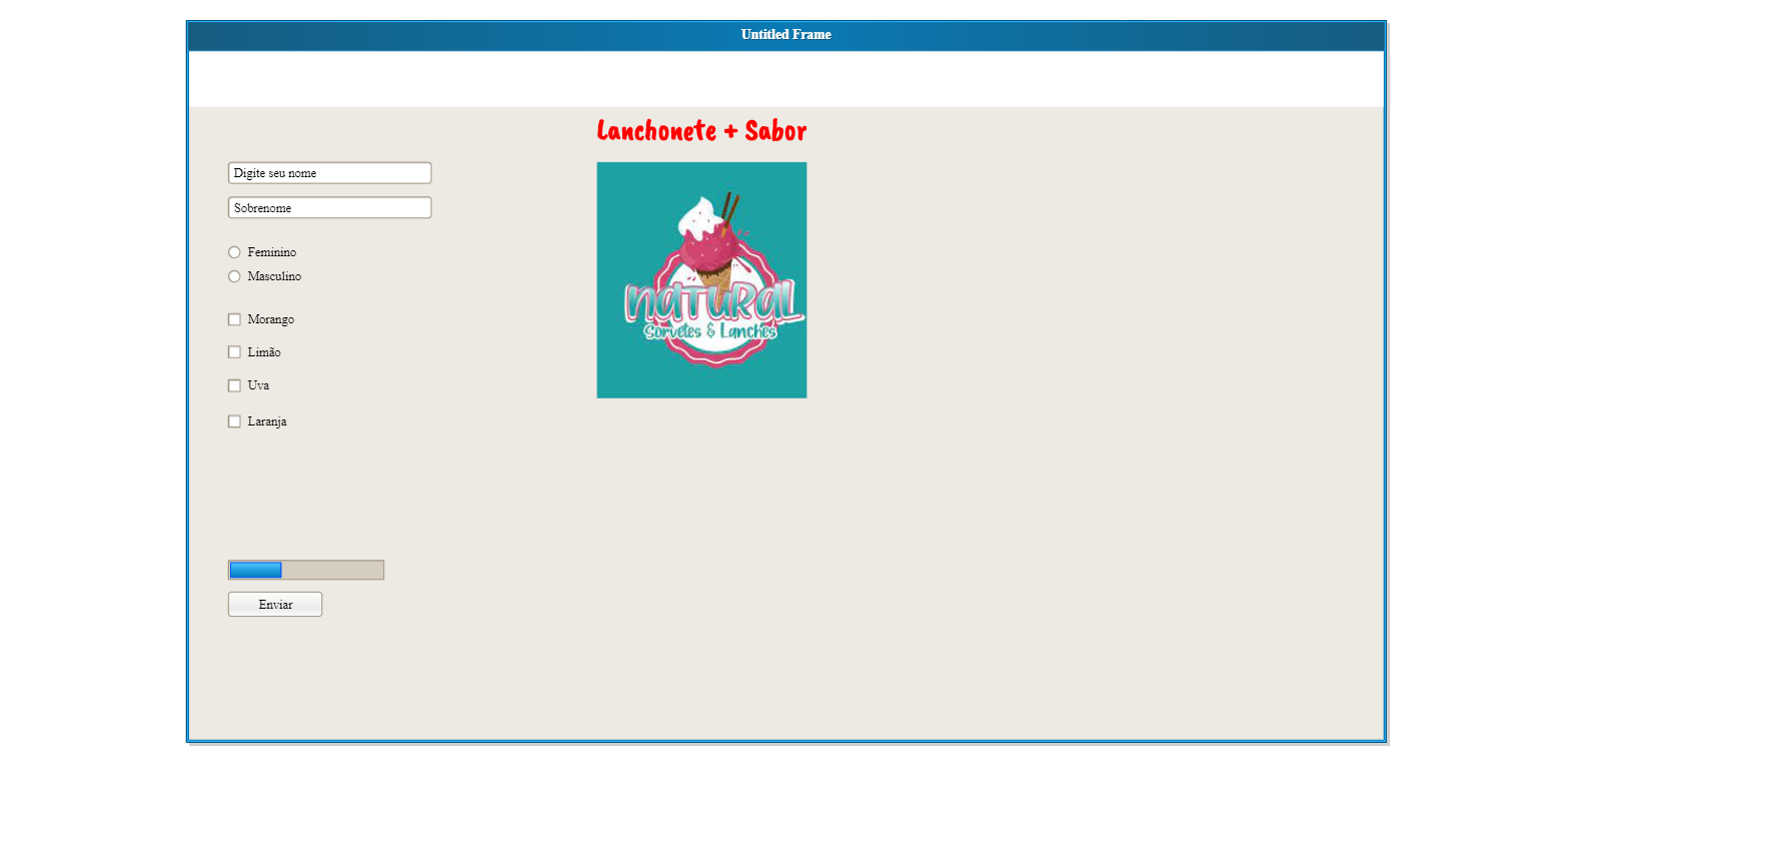 Untitled Frame
Lanchonete + Sabor
Digite seu nome
Sobrenome
Feminino
Masculino
Morango
Limão
Uva
Laranja
NATURAL
Sorvetes & Lanches
Enviar